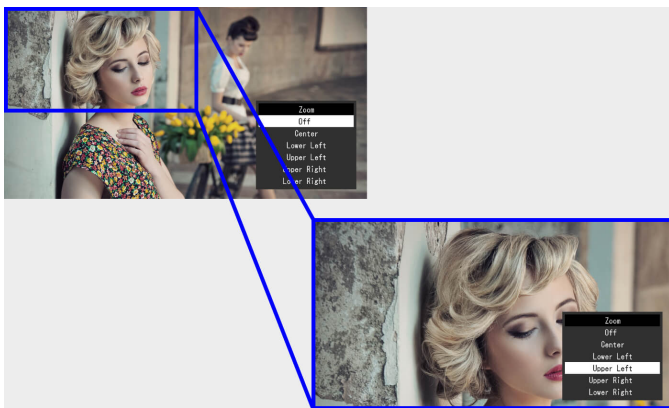 Zoom
Off
Center
Lower Left
Upper Left
Upper Right
Lower Right
Zoom
Off
Center
Lower Left
Upper Left
Upper Right
Lower Right